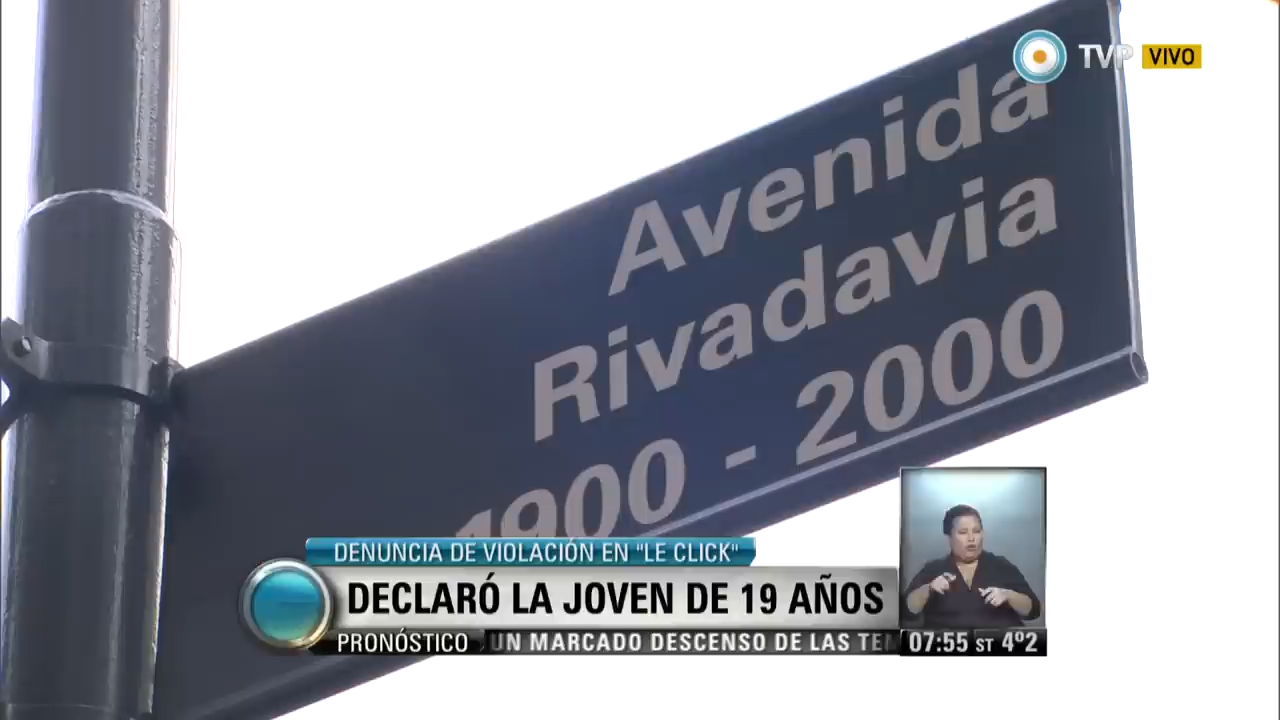 TVP VIVO
Avenida
Rivadavia
1900 - 2000
DENUNCIA DE VIOLACIÓN EN "LE CLICK"
DECLARÓ LA JOVEN DE 19 AÑOS
PRONÓSTICO UN MARCADO DESCENSO DE LAS 07:55 ST 4º2